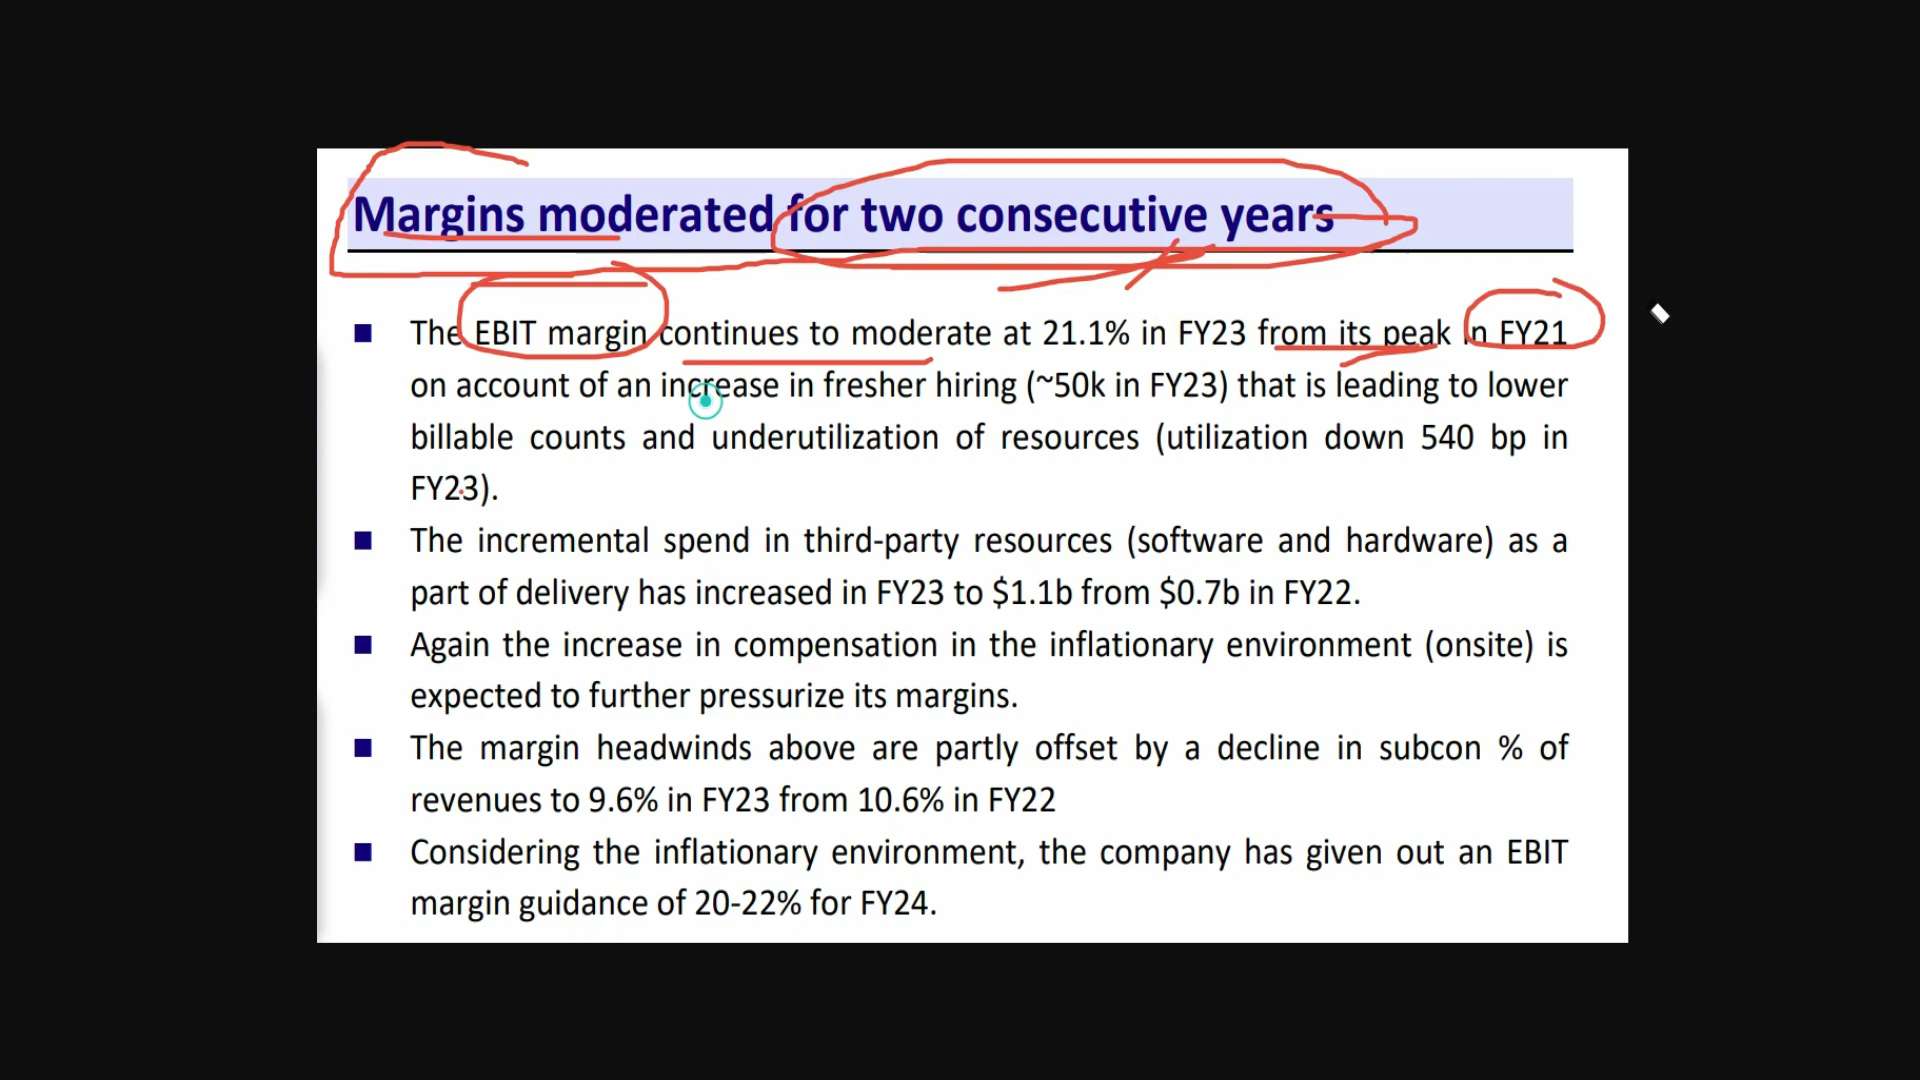 Margins moderated for two consecutive years
The EBIT margin continues to moderate at 21.1% in FY23 from its peak in FY21
on account of an increase in fresher hiring (~50k in FY23) that is leading to lower
billable counts and underutilization of resources (utilization down 540 bp in
FY23).
The incremental spend in third-party resources (software and hardware) as a
part of delivery has increased in FY23 to $1.1b from $0.7b in FY22.
Again the increase in compensation in the inflationary environment (onsite) is
expected to further pressurize its margins.
The margin headwinds above are partly offset by a decline in subcon % of
revenues to 9.6% in FY23 from 10.6% in FY22
Considering the inflationary environment, the company has given out an EBIT
margin guidance of 20-22% for FY24.